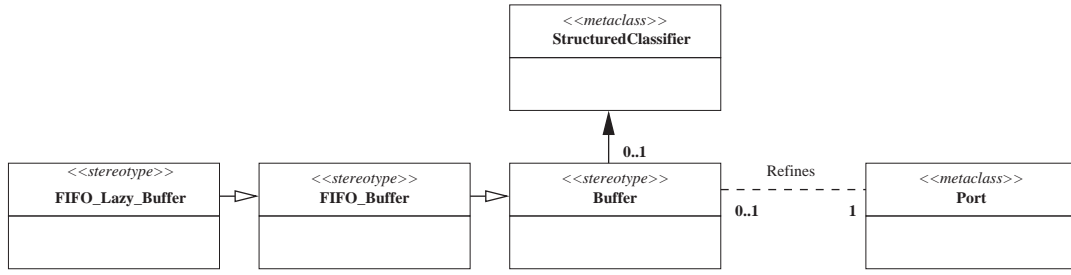 <<metaclass>>
StructuredClassifier
0..1
<<stereotype>>
FIFO_Lazy_Buffer
<<stereotype>>
FIFO_Buffer
<<stereotype>>
Buffer
Refines
0..1
1
<<metaclass>>
Port